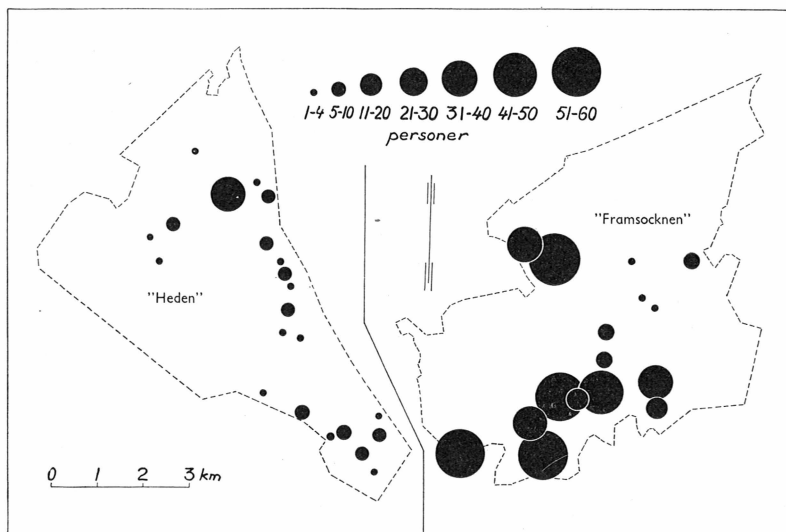 1-4 5-10 11-20 21-30 31-40 41-50 51-60
personer
"Framsocknen"
"Heden"
0 1 2 3 km